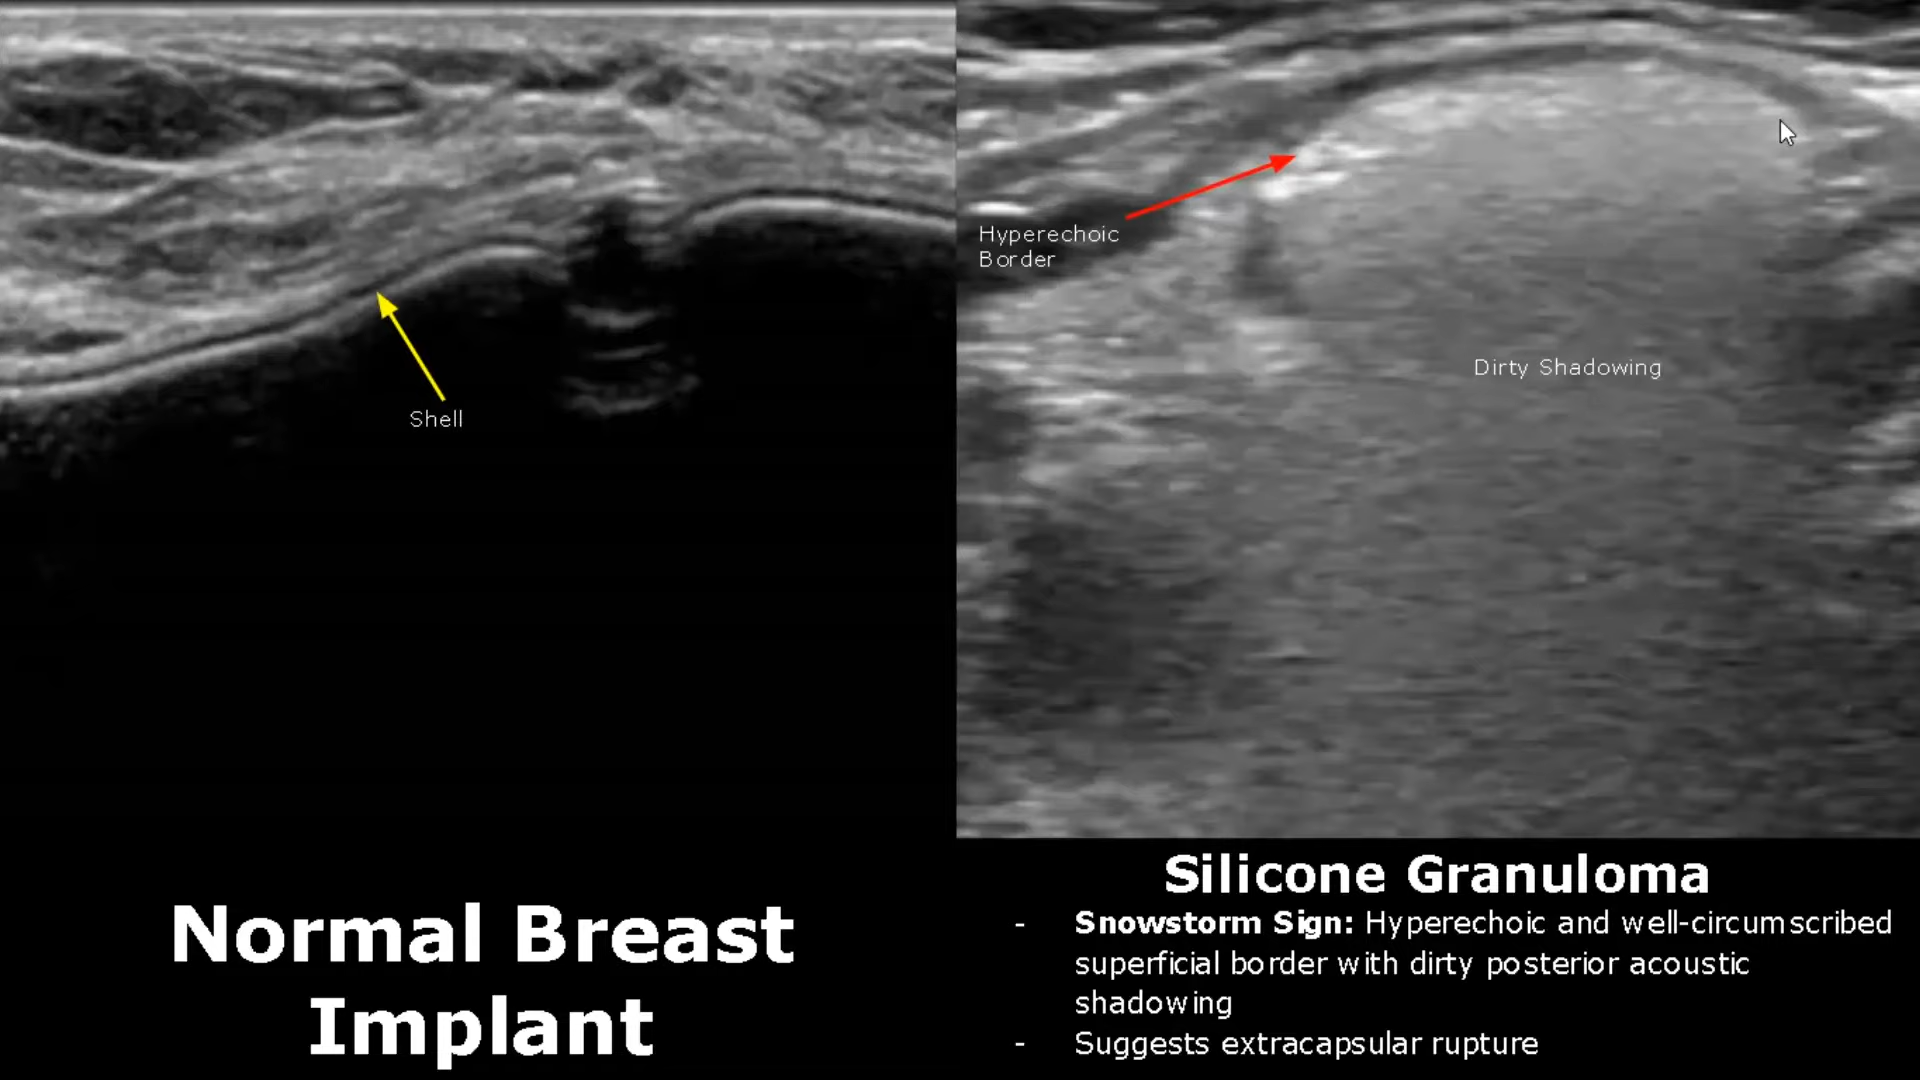 Shell
Normal Breast
Implant
Hyperechoic
Border
Dirty Shadowing
Silicone Granuloma
- Snowstorm Sign: Hyperechoic and well-circumscribed
superficial border with dirty posterior acoustic
shadowing
- Suggests extracapsular rupture